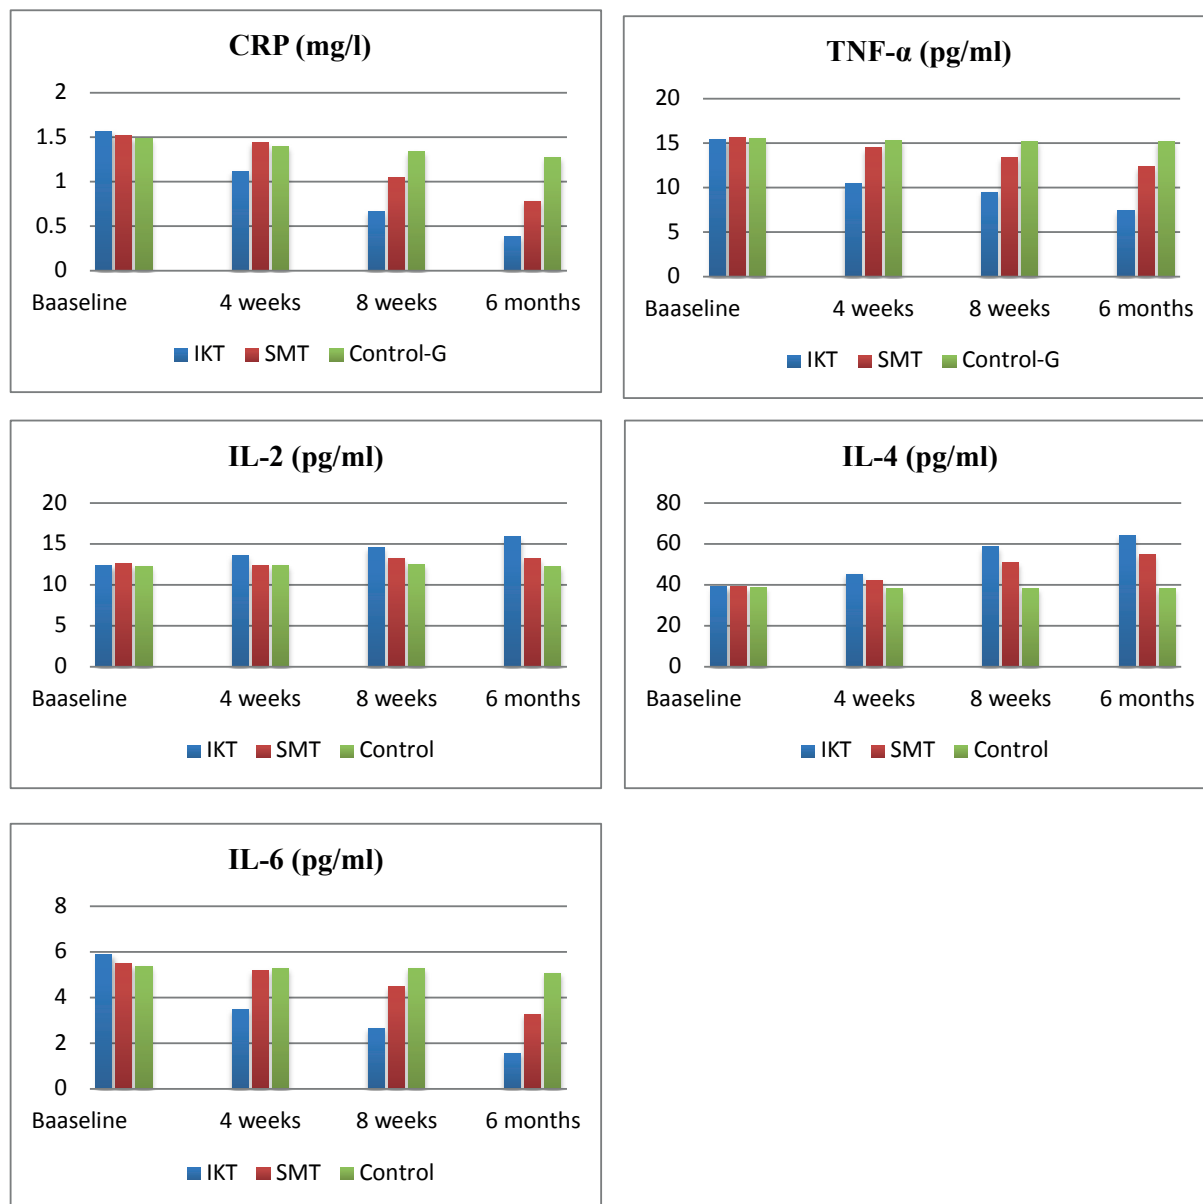 CRP (mg/l)
2
1.5
1
0.5
0
Baaseline 4 weeks 8 weeks 6 months
IKT SMT Control-G
TNF-α (pg/ml)
20
15
10
5
0
Baaseline 4 weeks 8 weeks 6 months
IKT SMT Control-G
IL-2 (pg/ml)
20
15
10
5
0
Baaseline 4 weeks 8 weeks 6 months
IKT SMT Control
IL-4 (pg/ml)
80
60
40
20
0
Baaseline 4 weeks 8 weeks 6 months
IKT SMT Control
IL-6 (pg/ml)
8
6
4
2
0
Baaseline 4 weeks 8 weeks 6 months
IKT SMT Control